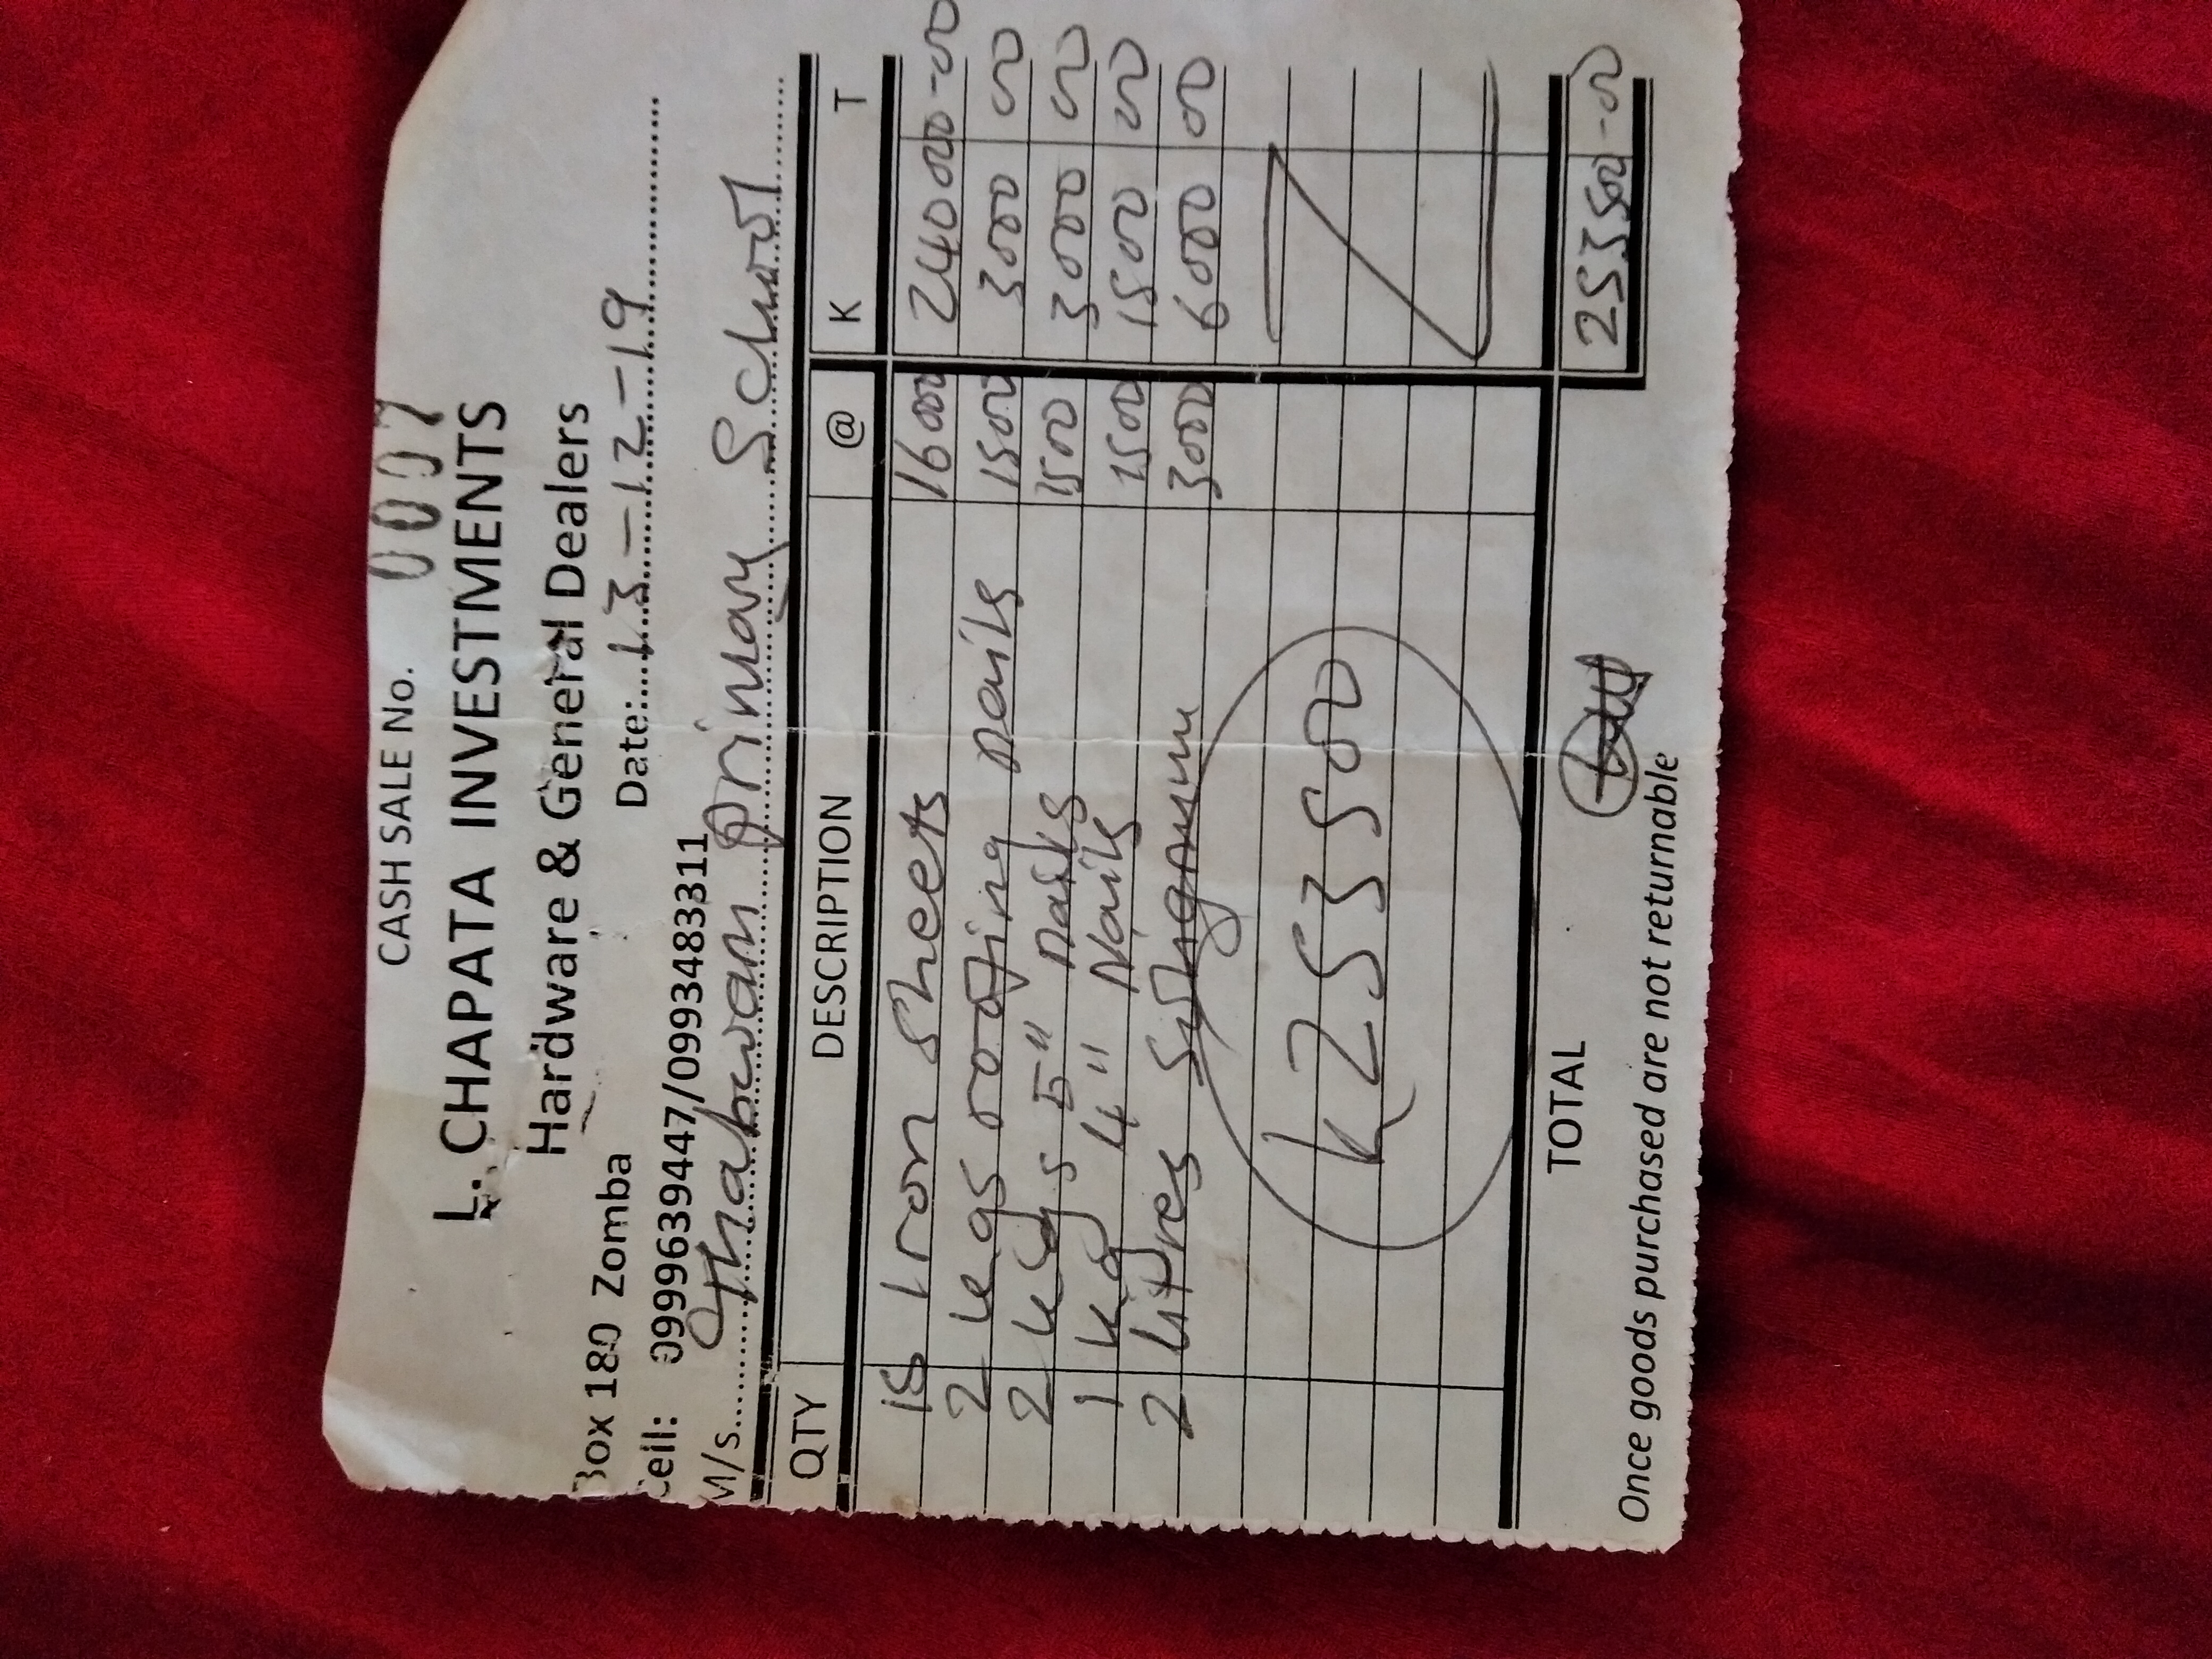 CASH SALE No. 0097
L. CHAPATA INVESTMENTS
Hardware & General Dealers
Box 180 Zomba
Date: 13-12-19
Cell: 0999639447/0993483311
M/s Thabwani primary School
QTY DESCRIPTION @ K T
15 Iron Sheets 16000 240000-00
2 kgs roofing nails 1500 3000 00
2 kgs 5" nails 1500 3000 00
1 kg 4" Nails 1500 1500 00
2 Litres 3000 6000 00
K253500
TOTAL 253500-00
Once goods purchased are not returnable